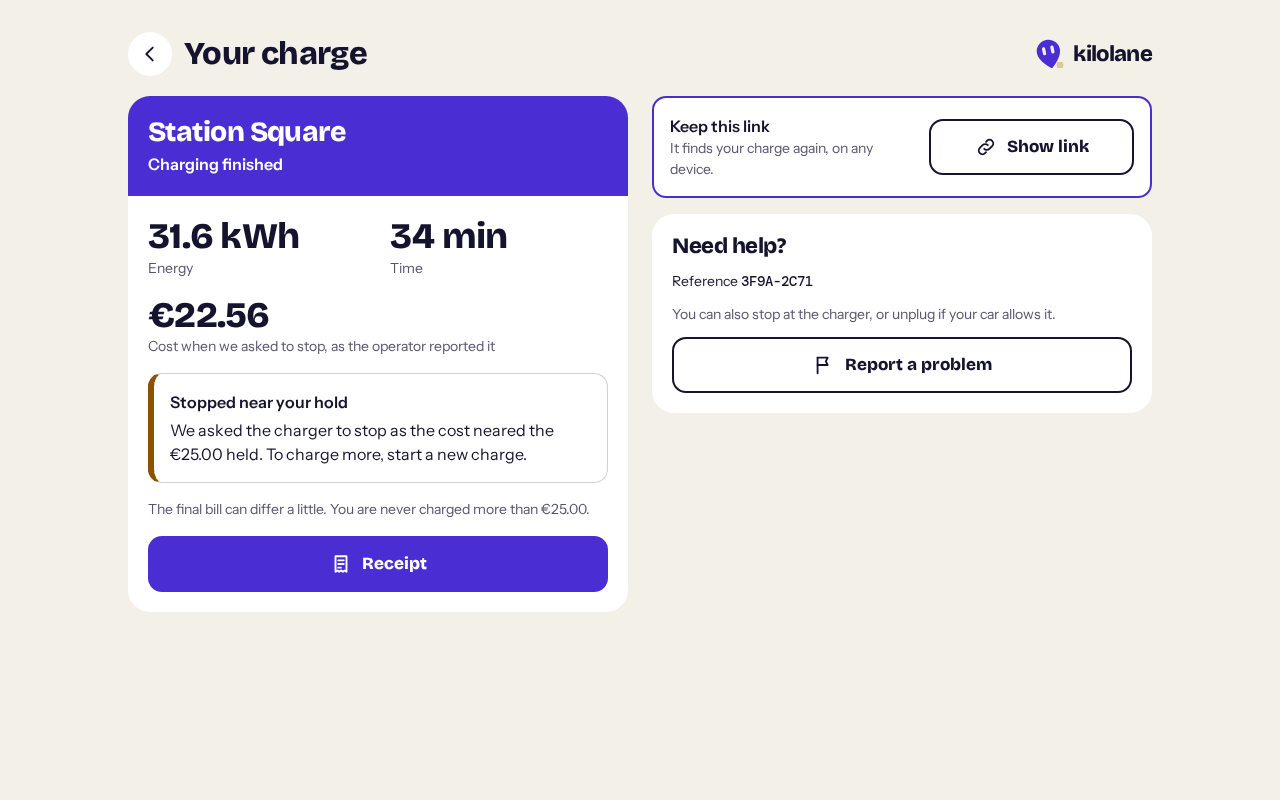 Your charge
kilolane
Station Square
Charging finished
31.6 kWh
Energy
34 min
Time
€22.56
Cost when we asked to stop, as the operator reported it
Stopped near your hold
We asked the charger to stop as the cost neared the
€25.00 held. To charge more, start a new charge.
The final bill can differ a little. You are never charged more than €25.00.
Receipt
Keep this link
It finds your charge again, on any
device.
Show link
Need help?
Reference 3F9A-2C71
You can also stop at the charger, or unplug if your car allows it.
Report a problem